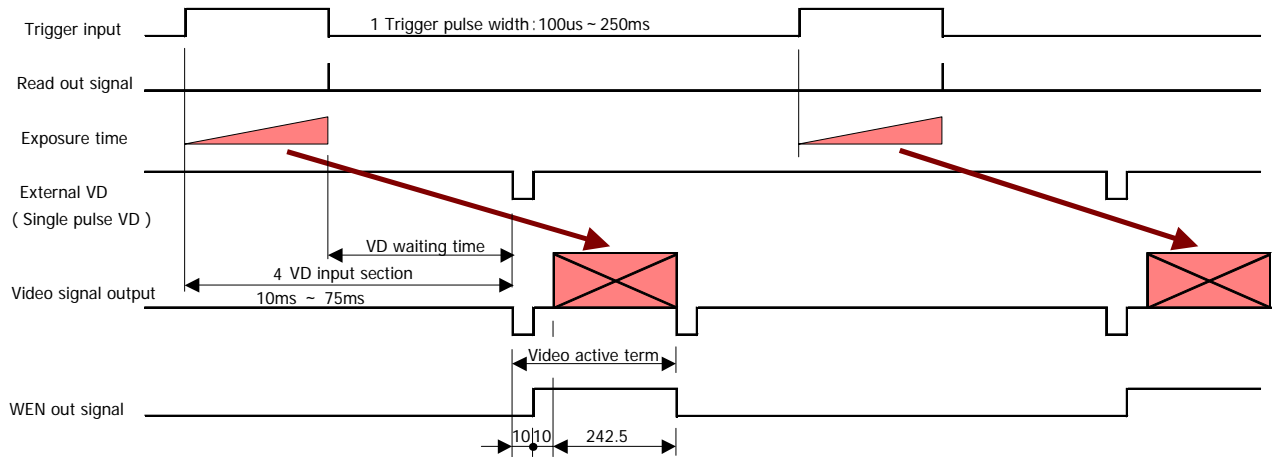 Trigger input
1 Trigger pulse width : 100us ~ 250ms
Read out signal
Exposure time
External VD
( Single pulse VD )
VD waiting time
4 VD input section
10ms ~ 75ms
Video signal output
Video active term
WEN out signal
10 10 242.5